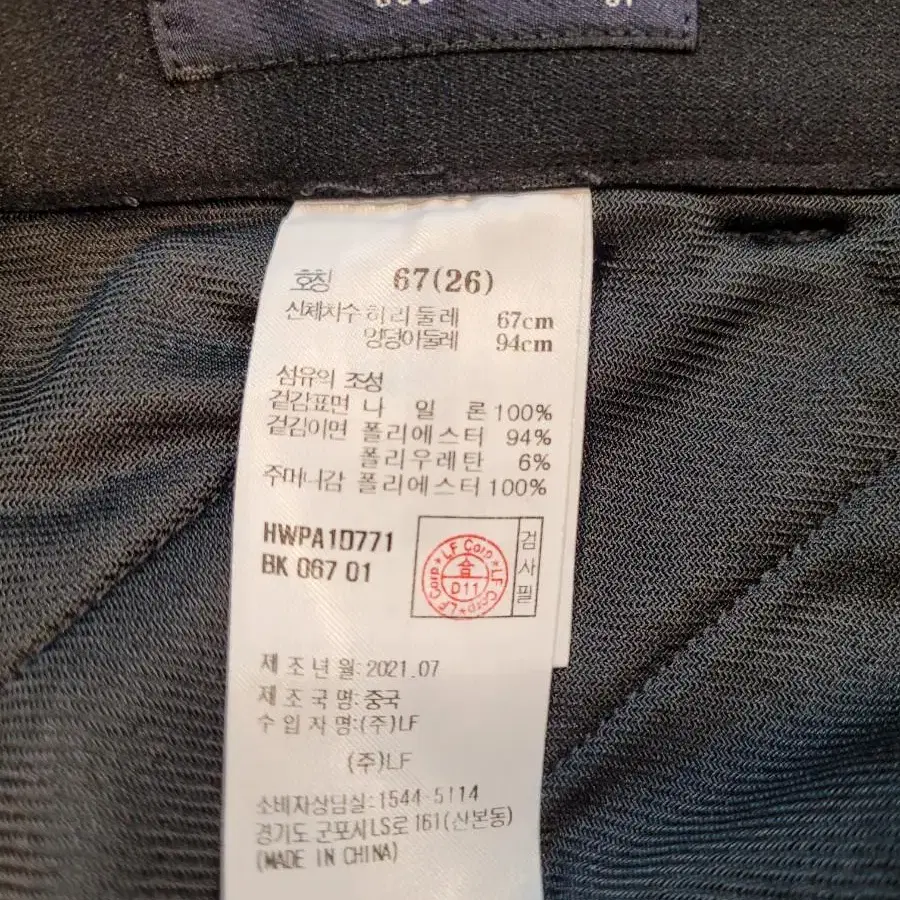 호칭 67(26)
신체치수 허리둘레 67cm
엉덩이둘레 94cm
섬유의 조성
겉감표면 나일론 100%
겉감이면 폴리에스터 94%
폴리우레탄 6%
주머니감 폴리에스터 100%
HWPA1D771
BK 067 01
LF Corp★LF Corp★LF Corp★
合
D11
검사필
제조년월:2021.07
제조국명:중국
수입자명:(주)LF
(주)LF
소비자상담실:1544-5114
경기도 군포시LS로 161(산본동)
(MADE IN CHINA)